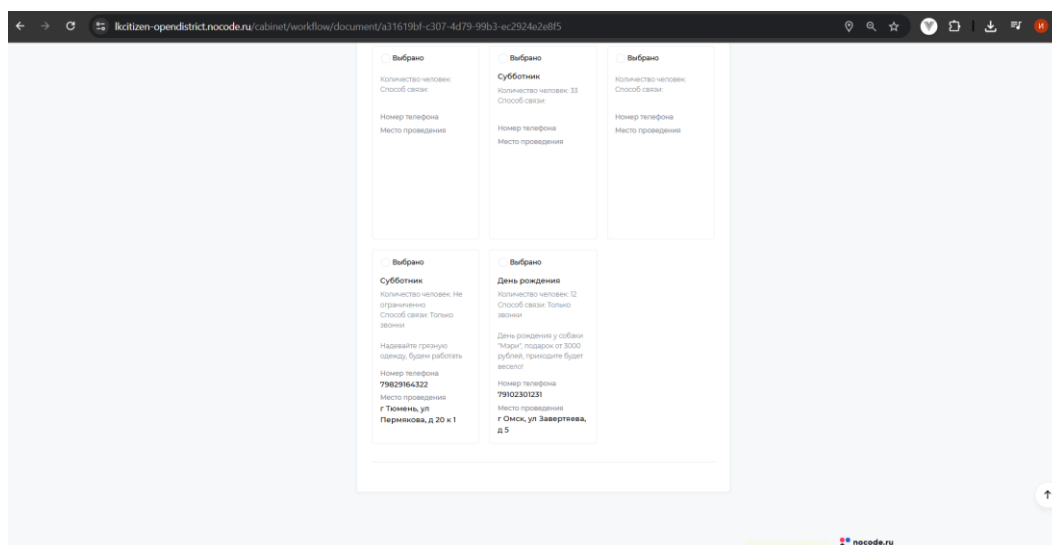 lkcitizen-opendistrict.nocode.ru/cabinet/workflow/document/a31619bf-c307-4d79-99b3-ec2924e2e8f5
И
Выбрано
Количество человек:
Способ связи:
Номер телефона
Место проведения
Выбрано
Субботник
Количество человек: 33
Способ связи:
Номер телефона
Место проведения
Выбрано
Количество человек:
Способ связи:
Номер телефона
Место проведения
Выбрано
Субботник
Количество человек: Не
ограниченно
Способ связи: Только
звонки
Надевайте грязную
одежду, будем работать
Номер телефона
79829164322
Место проведения
г Тюмень, ул
Пермякова, д 20 к 1
Выбрано
День рождения
Количество человек: 12
Способ связи: Только
звонки
День рождения у собаки
"Мэри", подарок от 3000
рублей, приходите будет
весело!
Номер телефона
79102301231
Место проведения
г Омск, ул Завертяева,
д 5
nocode.ru